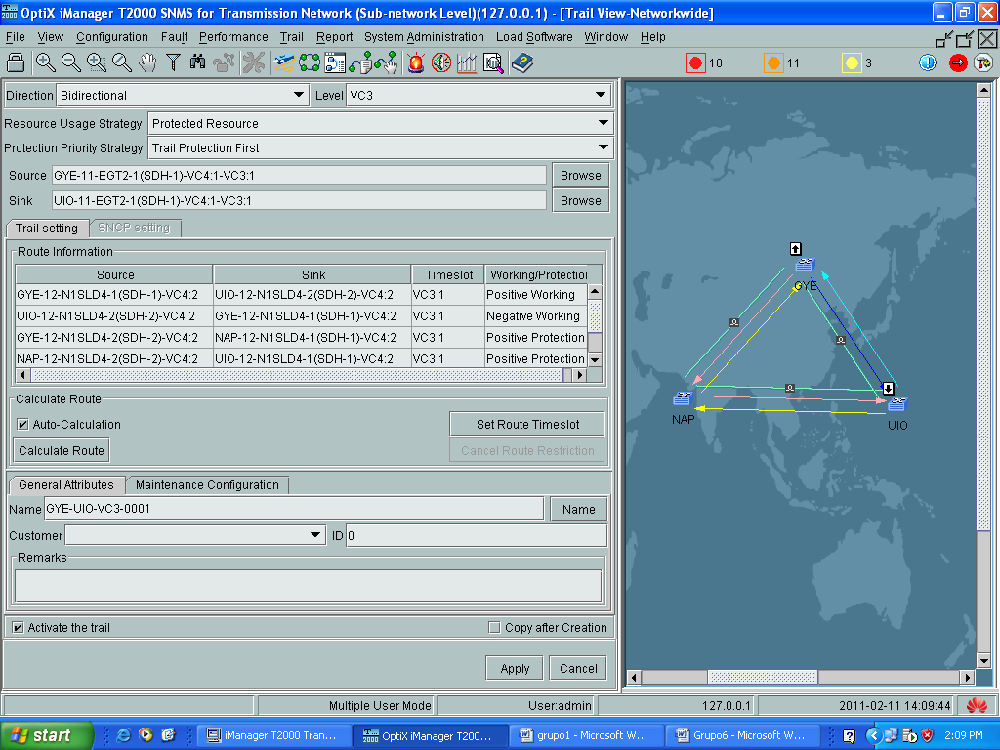 OptiX iManager T2000 SNMS for Transmission Network (Sub-network Level)(127.0.0.1) - [Trail View-Networkwide]
File View Configuration Fault Performance Trail Report System Administration Load Software Window Help
10 11 3
Direction Bidirectional Level VC3
Resource Usage Strategy Protected Resource
Protection Priority Strategy Trail Protection First
Source GYE-11-EGT2-1(SDH-1)-VC4:1-VC3:1 Browse
Sink UIO-11-EGT2-1(SDH-1)-VC4:1-VC3:1 Browse
Trail setting SNCP setting
Route Information
Source Sink Timeslot Working/Protection
GYE-12-N1SLD4-1(SDH-1)-VC4:2 UIO-12-N1SLD4-2(SDH-2)-VC4:2 VC3:1 Positive Working
UIO-12-N1SLD4-2(SDH-2)-VC4:2 GYE-12-N1SLD4-1(SDH-1)-VC4:2 VC3:1 Negative Working
GYE-12-N1SLD4-2(SDH-2)-VC4:2 NAP-12-N1SLD4-1(SDH-1)-VC4:2 VC3:1 Positive Protection
NAP-12-N1SLD4-2(SDH-2)-VC4:2 UIO-12-N1SLD4-1(SDH-1)-VC4:2 VC3:1 Positive Protection
Calculate Route
Auto-Calculation Set Route Timeslot
Calculate Route Cancel Route Restriction
General Attributes Maintenance Configuration
Name GYE-UIO-VC3-0001 Name
Customer ID 0
Remarks
Activate the trail Copy after Creation
Apply Cancel
GYE
NAP
UIO
Multiple User Mode User:admin 127.0.0.1 2011-02-11 14:09:44
start iManager T2000 Tran... OptiX iManager T200... grupo1 - Microsoft W... Grupo6 - Microsoft W... 2:09 PM